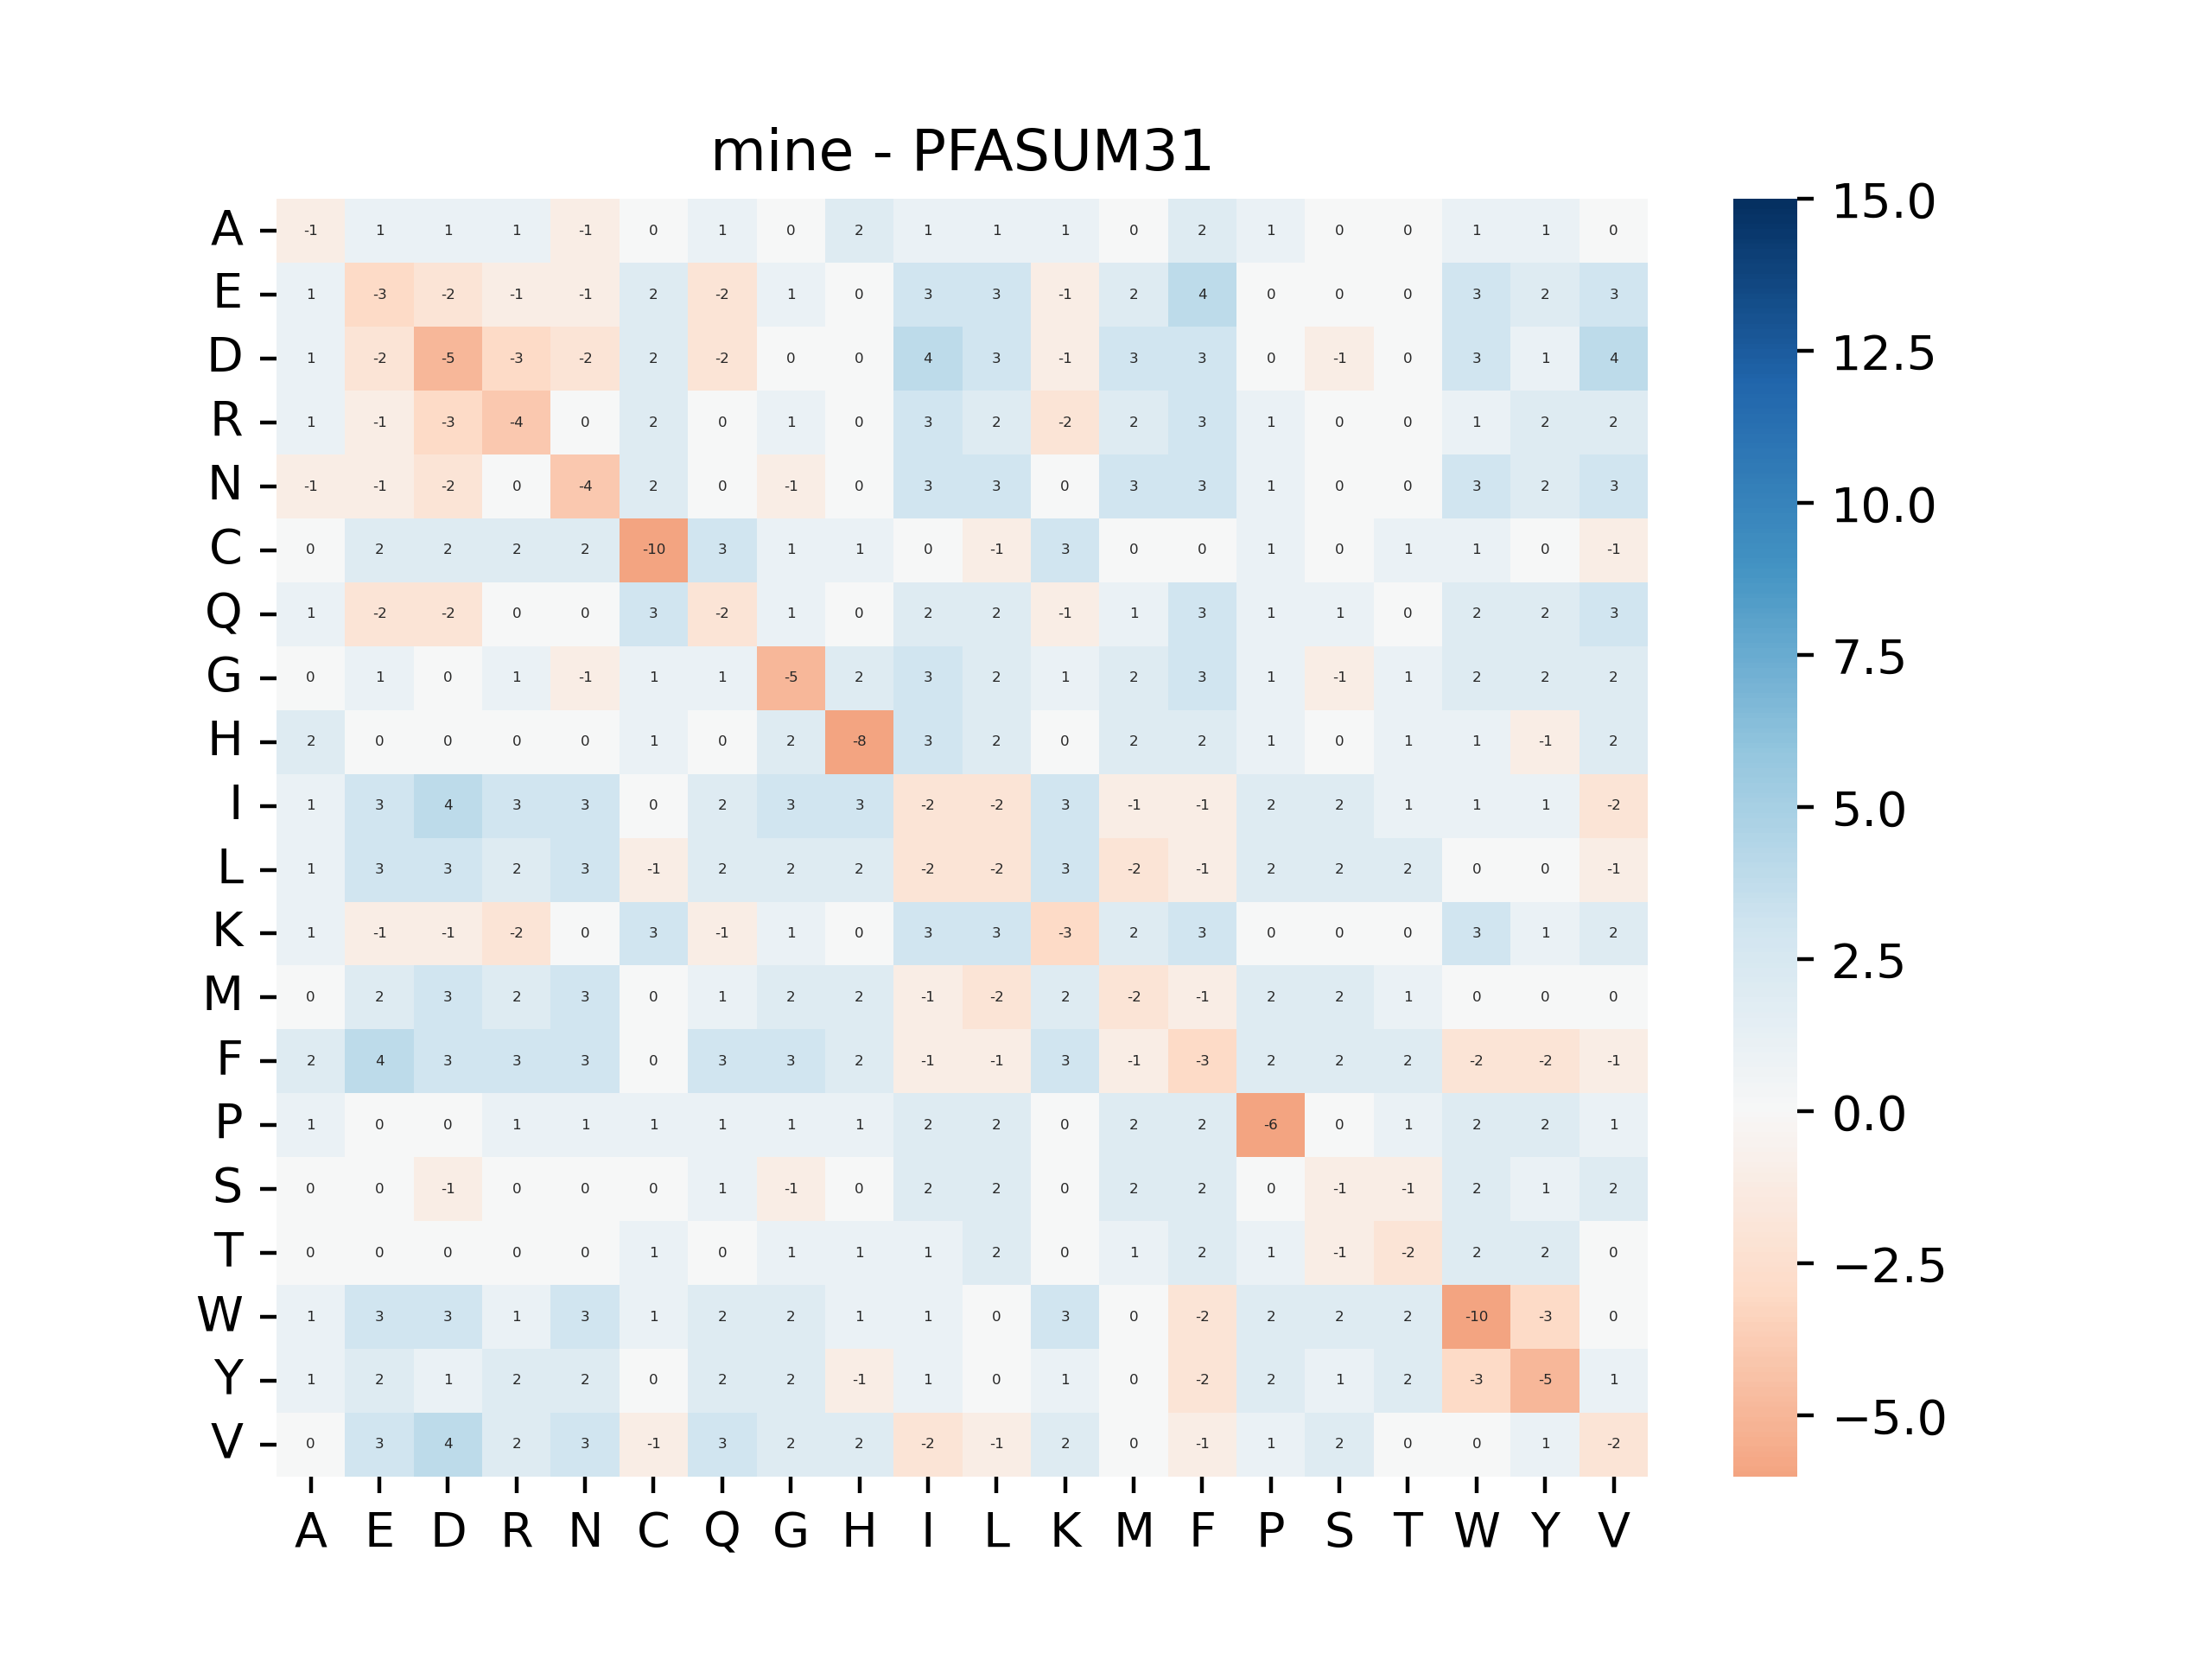 mine - PFASUM31
A -1 1 1 1 -1 0 1 0 2 1 1 1 0 2 1 0 0 1 1 0
E 1 -3 -2 -1 -1 2 -2 1 0 3 3 -1 2 4 0 0 0 3 2 3
D 1 -2 -5 -3 -2 2 -2 0 0 4 3 -1 3 3 0 -1 0 3 1 4
R 1 -1 -3 -4 0 2 0 1 0 3 2 -2 2 3 1 0 0 1 2 2
N -1 -1 -2 0 -4 2 0 -1 0 3 3 0 3 3 1 0 0 3 2 3
C 0 2 2 2 2 -10 3 1 1 0 -1 3 0 0 1 0 1 1 0 -1
Q 1 -2 -2 0 0 3 -2 1 0 2 2 -1 1 3 1 1 0 2 2 3
G 0 1 0 1 -1 1 1 -5 2 3 2 1 2 3 1 -1 1 2 2 2
H 2 0 0 0 0 1 0 2 -8 3 2 0 2 2 1 0 1 1 -1 2
I 1 3 4 3 3 0 2 3 3 -2 -2 3 -1 -1 2 2 1 1 1 -2
L 1 3 3 2 3 -1 2 2 2 -2 -2 3 -2 -1 2 2 2 0 0 -1
K 1 -1 -1 -2 0 3 -1 1 0 3 3 -3 2 3 0 0 0 3 1 2
M 0 2 3 2 3 0 1 2 2 -1 -2 2 -2 -1 2 2 1 0 0 0
F 2 4 3 3 3 0 3 3 2 -1 -1 3 -1 -3 2 2 2 -2 -2 -1
P 1 0 0 1 1 1 1 1 1 2 2 0 2 2 -6 0 1 2 2 1
S 0 0 -1 0 0 0 1 -1 0 2 2 0 2 2 0 -1 -1 2 1 2
T 0 0 0 0 0 1 0 1 1 1 2 0 1 2 1 -1 -2 2 2 0
W 1 3 3 1 3 1 2 2 1 1 0 3 0 -2 2 2 2 -10 -3 0
Y 1 2 1 2 2 0 2 2 -1 1 0 1 0 -2 2 1 2 -3 -5 1
V 0 3 4 2 3 -1 3 2 2 -2 -1 2 0 -1 1 2 0 0 1 -2
A E D R N C Q G H I L K M F P S T W Y V
15.0
12.5
10.0
7.5
5.0
2.5
0.0
−2.5
−5.0